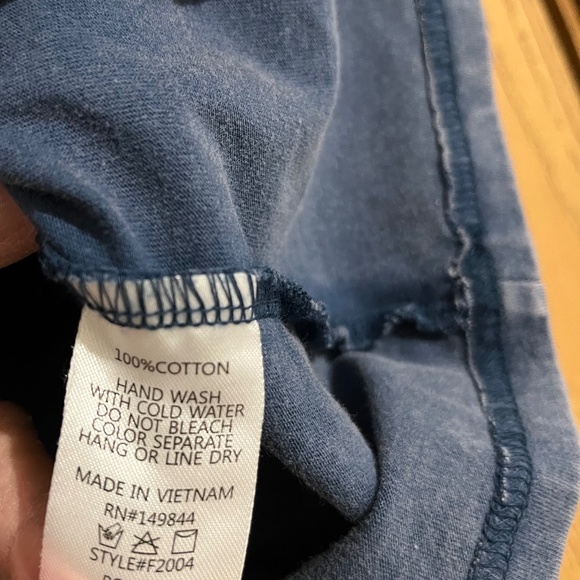 100%COTTON
HAND WASH
WITH COLD WATER
DO NOT BLEACH
COLOR SEPARATE
HANG OR LINE DRY
MADE IN VIETNAM
RN#149844
STYLE#F2004